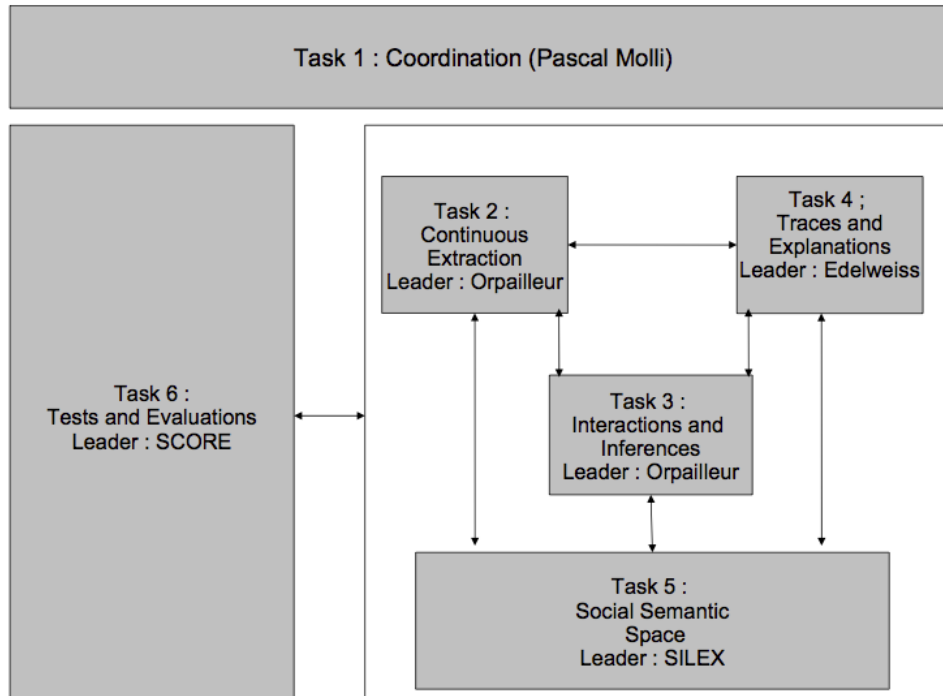 Task 1 : Coordination (Pascal Molli)
Task 2 :
Continuous
Extraction
Leader : Orpailleur
Task 4 ;
Traces and
Explanations
Leader : Edelweiss
Task 6 :
Tests and Evaluations
Leader : SCORE
Task 3 :
Interactions and
Inferences
Leader : Orpailleur
Task 5 :
Social Semantic
Space
Leader : SILEX